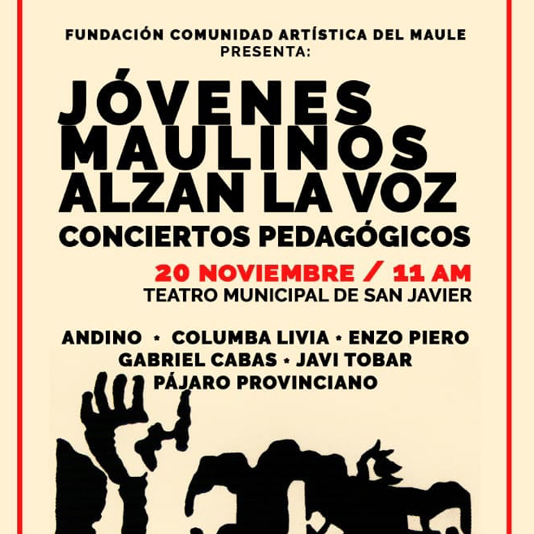 FUNDACIÓN COMUNIDAD ARTÍSTICA DEL MAULE
PRESENTA:
JÓVENES
MAULINOS
ALZAN LA VOZ
CONCIERTOS PEDAGÓGICOS
20 NOVIEMBRE / 11 AM
TEATRO MUNICIPAL DE SAN JAVIER
ANDINO • COLUMBA LIVIA • ENZO PIERO
GABRIEL CABAS • JAVI TOBAR
PÁJARO PROVINCIANO